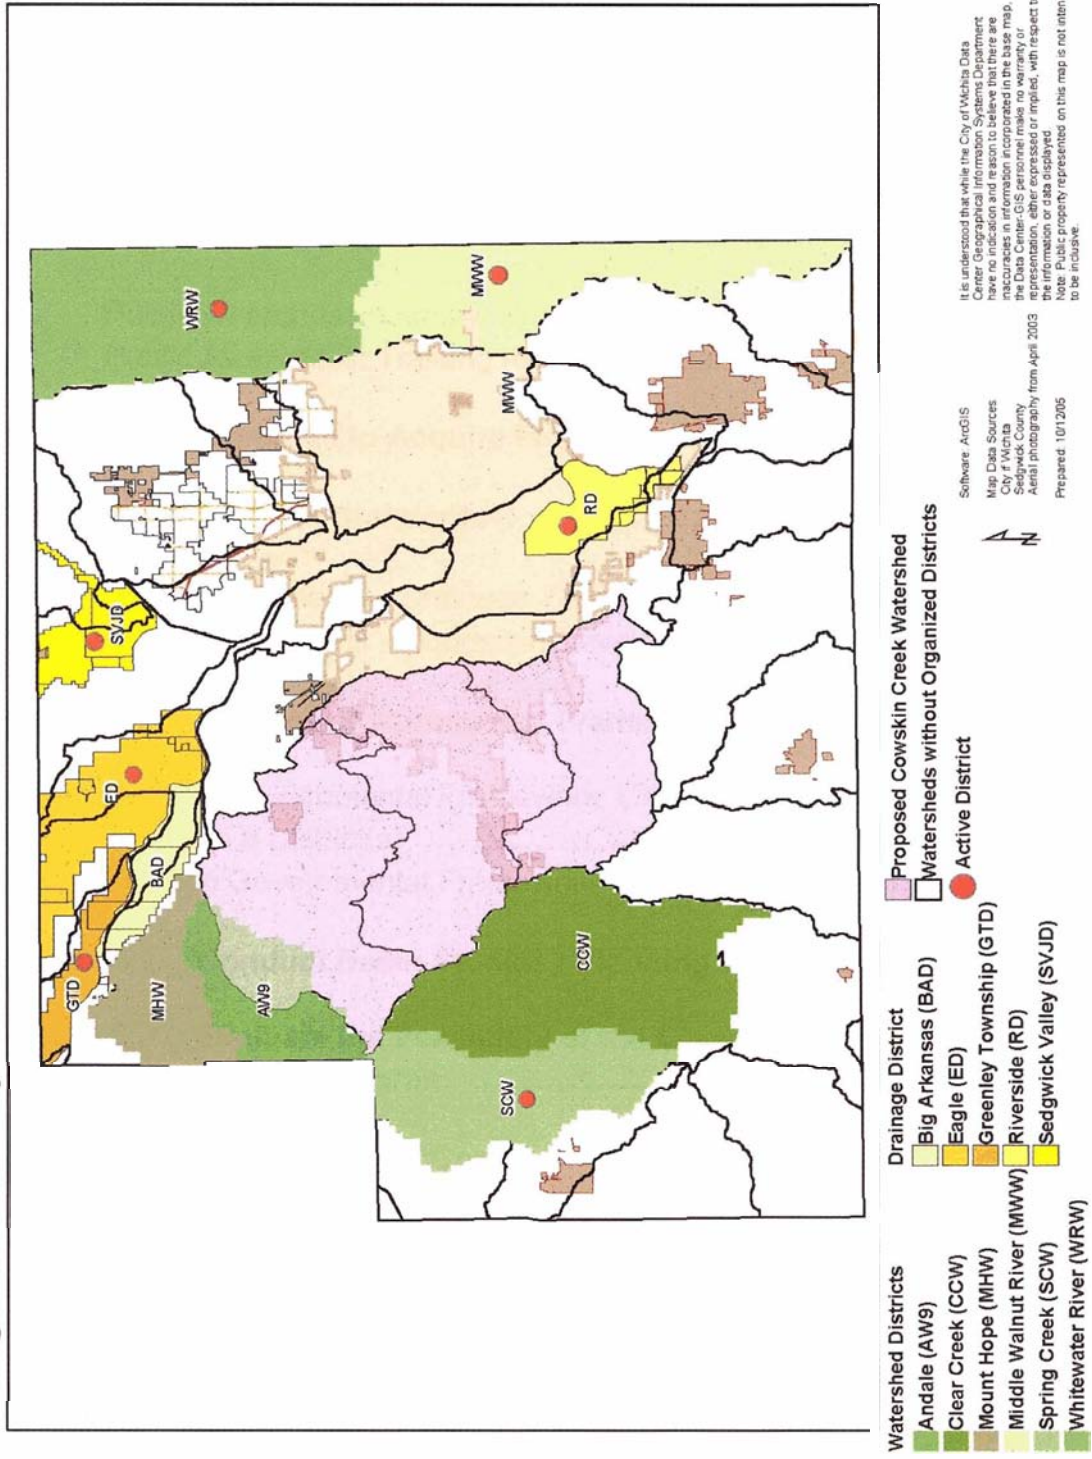 WRW
MWW
MWW
RD
SVJD
ED
BAD
GTD
MHW
AW9
CCW
SCW
Watershed Districts
Andale (AW9)
Clear Creek (CCW)
Mount Hope (MHW)
Middle Walnut River (MWW)
Spring Creek (SCW)
Whitewater River (WRW)
Drainage District
Big Arkansas (BAD)
Eagle (ED)
Greenley Township (GTD)
Riverside (RD)
Sedgwick Valley (SVJD)
Proposed Cowskin Creek Watershed
Watersheds without Organized Districts
Active District
N
Software: ArcGIS
Map Data Sources:
City of Wichita
Sedgwick County
Aerial photography from April 2003
Prepared: 10/12/05
It is understood that while the City of Wichita Data
Center Geographical Information Systems Department
have no indication and reason to believe that there are
inaccuracies in information incorporated in the base map,
the Data Center-GIS personnel make no warranty or
representation, either expressed or implied, with respect t
the information or data displayed.
Note: Public property represented on this map is not inten
to be inclusive.